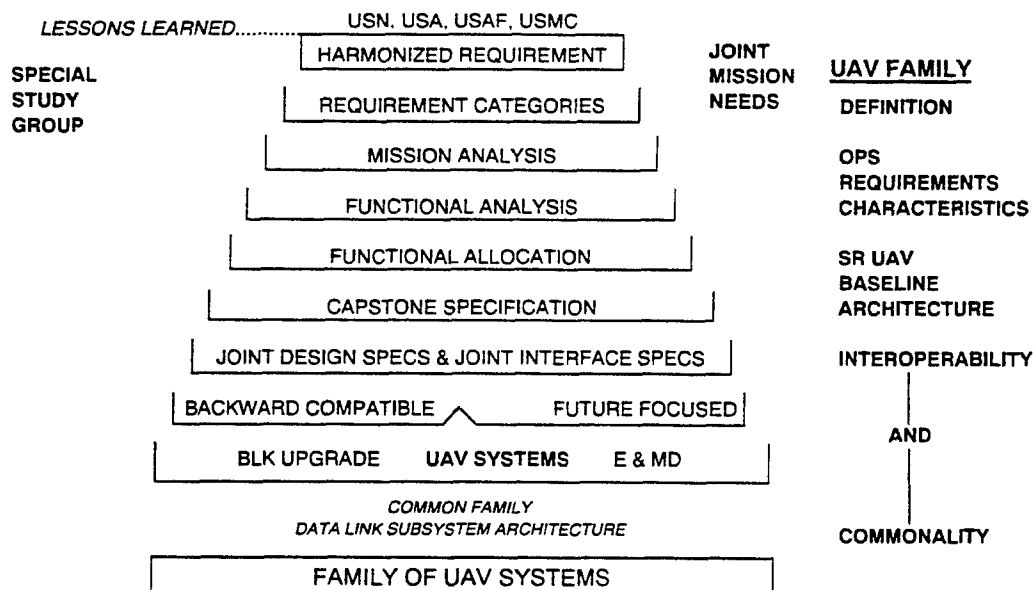 USN, USA, USAF, USMC
LESSONS LEARNED..............
HARMONIZED REQUIREMENT
SPECIAL
STUDY
GROUP
JOINT
MISSION
NEEDS
UAV FAMILY
REQUIREMENT CATEGORIES
DEFINITION
MISSION ANALYSIS
OPS
REQUIREMENTS
CHARACTERISTICS
FUNCTIONAL ANALYSIS
FUNCTIONAL ALLOCATION
SR UAV
BASELINE
ARCHITECTURE
CAPSTONE SPECIFICATION
JOINT DESIGN SPECS & JOINT INTERFACE SPECS
INTEROPERABILITY
BACKWARD COMPATIBLE FUTURE FOCUSED
AND
BLK UPGRADE UAV SYSTEMS E & MD
COMMON FAMILY
DATA LINK SUBSYSTEM ARCHITECTURE
COMMONALITY
FAMILY OF UAV SYSTEMS